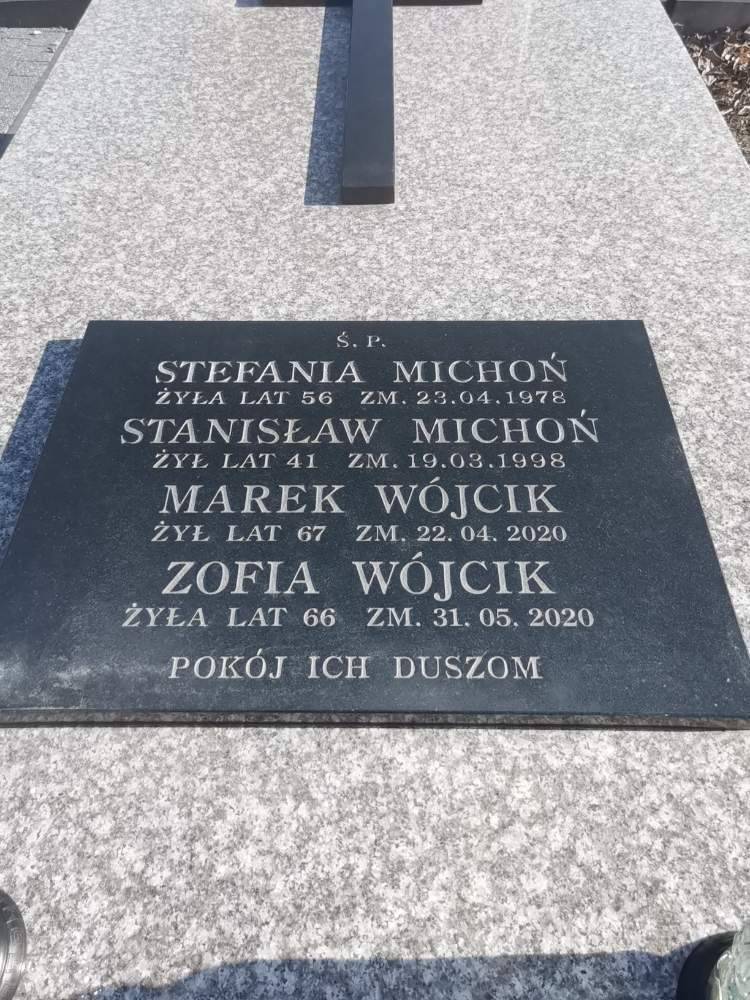 Ś. P.
STEFANIA MICHOŃ
ŻYŁA LAT 56 ZM. 23.04.1978
STANISŁAW MICHOŃ
ŻYŁ LAT 41 ZM. 19.03.1998
MAREK WÓJCIK
ŻYŁ LAT 67 ZM. 22.04.2020
ZOFIA WÓJCIK
ŻYŁA LAT 66 ZM. 31.05.2020
POKÓJ ICH DUSZOM